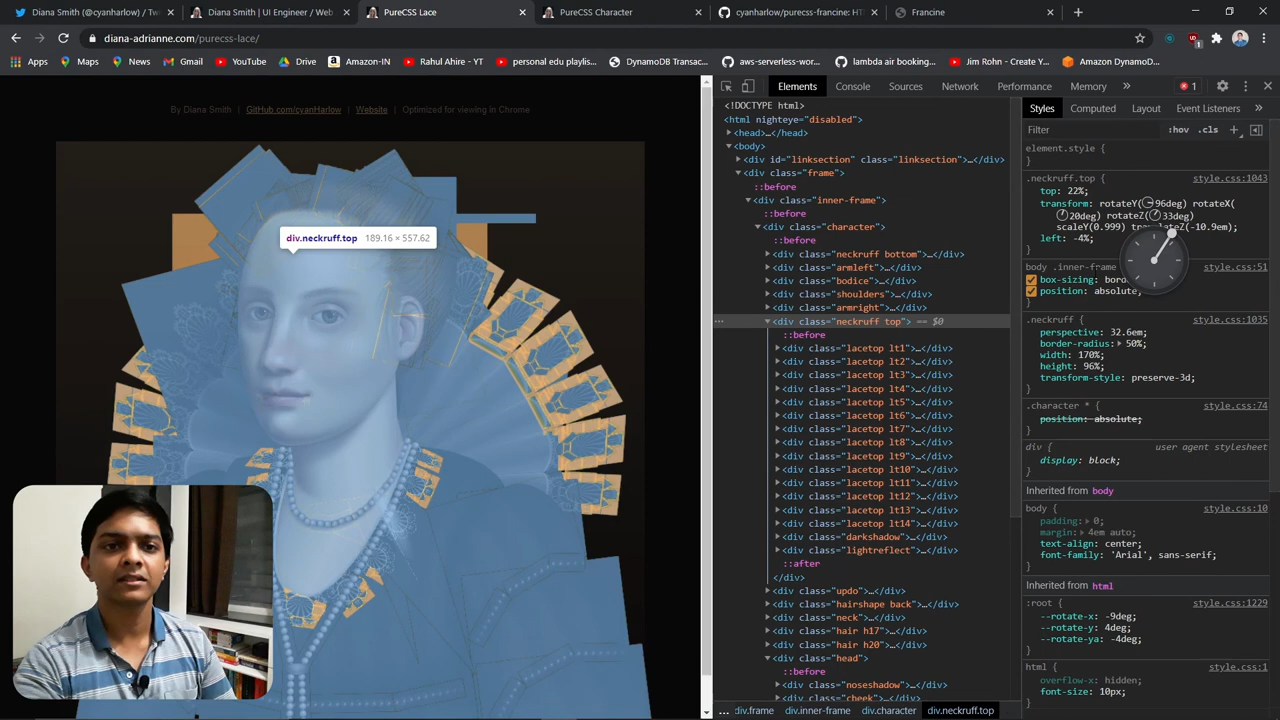 Diana Smith (@cyanharlow) / Twi
Diana Smith | UI Engineer / Web
PureCSS Lace
PureCSS Character
cyanharlow/purecss-francine: HT
Francine
diana-adrianne.com/purecss-lace/
Apps
Maps
News
Gmail
YouTube
Drive
Amazon-IN
Rahul Ahire - YT
personal edu playlis...
DynamoDB Transac...
aws-serverless-wor...
lambda air booking...
Jim Rohn - Create Y...
Amazon DynamoD...
By Diana Smith | GitHub.com/cyanHarlow | Website | Optimized for viewing in Chrome
div.neckruff.top 189.16 × 557.62
Elements Console Sources Network Performance Memory » 1
<!DOCTYPE html>
<html nighteye="disabled">
<head>…</head>
<body>
<div id="linksection" class="linksection">…</div>
<div class="frame">
::before
<div class="inner-frame">
::before
<div class="character">
::before
<div class="neckruff bottom">…</div>
<div class="armleft">…</div>
<div class="bodice">…</div>
<div class="shoulders">…</div>
<div class="armright">…</div>
<div class="neckruff top"> == $0
::before
<div class="lacetop lt1">…</div>
<div class="lacetop lt2">…</div>
<div class="lacetop lt3">…</div>
<div class="lacetop lt4">…</div>
<div class="lacetop lt5">…</div>
<div class="lacetop lt6">…</div>
<div class="lacetop lt7">…</div>
<div class="lacetop lt8">…</div>
<div class="lacetop lt9">…</div>
<div class="lacetop lt10">…</div>
<div class="lacetop lt11">…</div>
<div class="lacetop lt12">…</div>
<div class="lacetop lt13">…</div>
<div class="lacetop lt14">…</div>
<div class="darkshadow">…</div>
<div class="lightreflect">…</div>
::after
</div>
<div class="updo">…</div>
<div class="hairshape back">…</div>
<div class="neck">…</div>
<div class="hair h17">…</div>
<div class="hair h20">…</div>
<div class="head">
::before
<div class="noseshadow">…</div>
<div class="cheek">…</div>
... div.frame div.inner-frame div.character div.neckruff.top
Styles Computed Layout Event Listeners »
Filter :hov .cls +
element.style {
}
.neckruff.top { style.css:1043
top: 22%;
transform: rotateY(96deg) rotateX(
20deg) rotateZ(33deg)
scaleY(0.999) translateZ(-10.9em);
left: -4%;
}
body .inner-frame style.css:51
box-sizing: bord
position: absolute;
}
.neckruff { style.css:1035
perspective: 32.6em;
border-radius: 50%;
width: 170%;
height: 96%;
transform-style: preserve-3d;
}
.character * { style.css:74
position: absolute;
}
div { user agent stylesheet
display: block;
}
Inherited from body
body { style.css:10
padding: 0;
margin: 4em auto;
text-align: center;
font-family: 'Arial', sans-serif;
}
Inherited from html
:root { style.css:1229
--rotate-x: -9deg;
--rotate-y: 4deg;
--rotate-ya: -4deg;
}
html { style.css:1
overflow-x: hidden;
font-size: 10px;
}